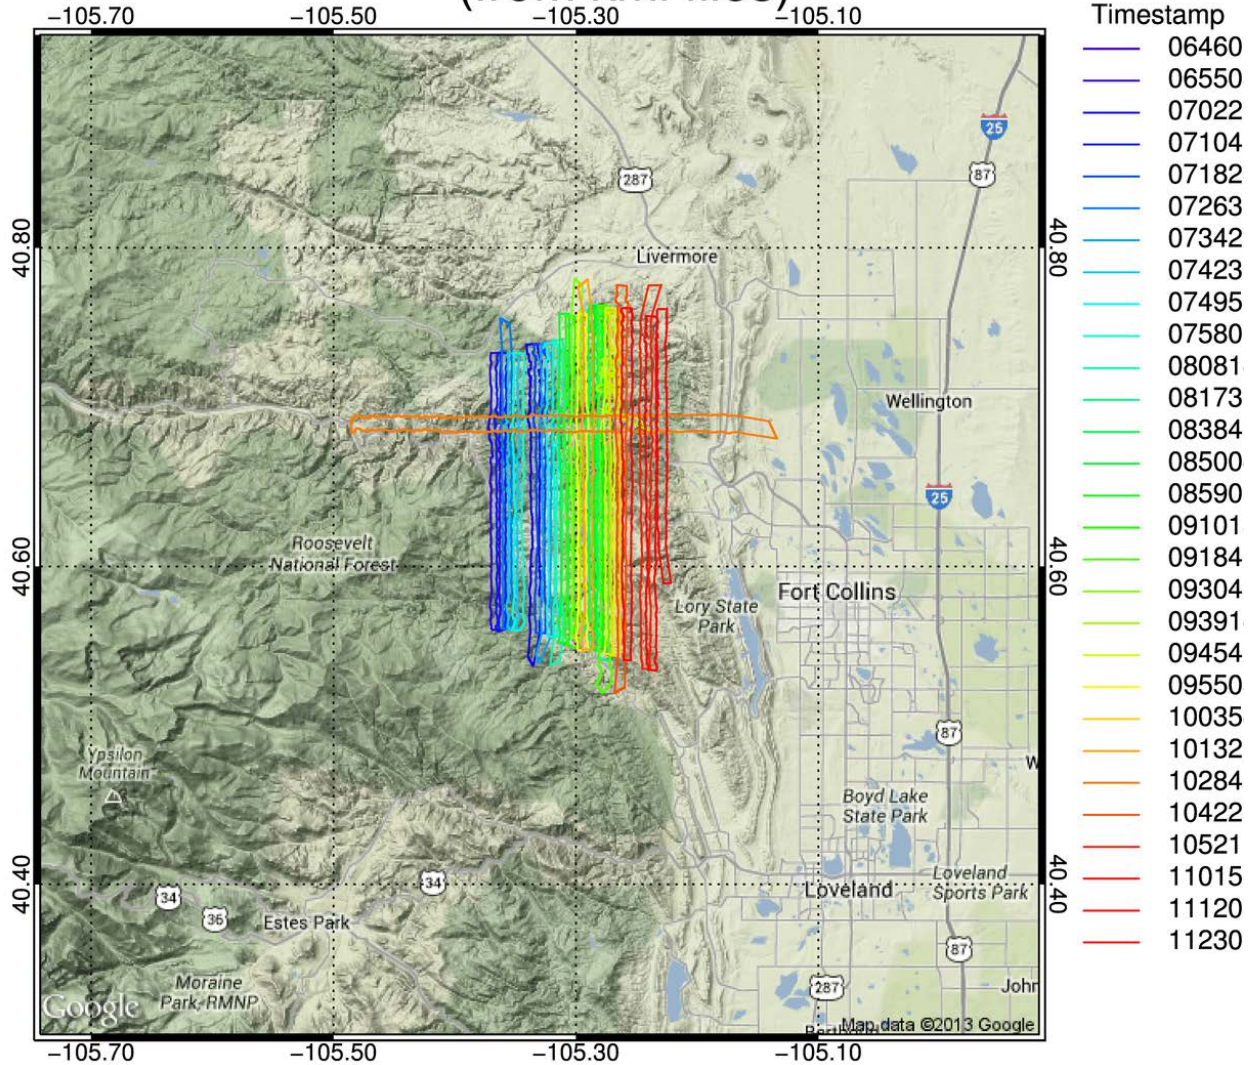 −105.70 −105.50 −105.30 −105.10
Timestamp
06460
06550
07022
07104
07182
07263
07342
07423
07495
07580
08081
08173
08384
08500
08590
09101
09184
09304
09391
09454
09550
10035
10132
10284
10422
10521
11015
11120
11230
25
87
287
40.80
40.80
Livermore
Wellington
25
Roosevelt
National Forest
40.60
40.60
Fort Collins
Lory State
Park
87
Ypsilon
Mountain
W
Boyd Lake
State Park
40.40
40.40
34
34
36
Estes Park
Loveland
Loveland
Sports Park
87
Moraine
Park, RMNP
287
John
Google
Map data ©2013 Google
−105.70 −105.50 −105.30 −105.10